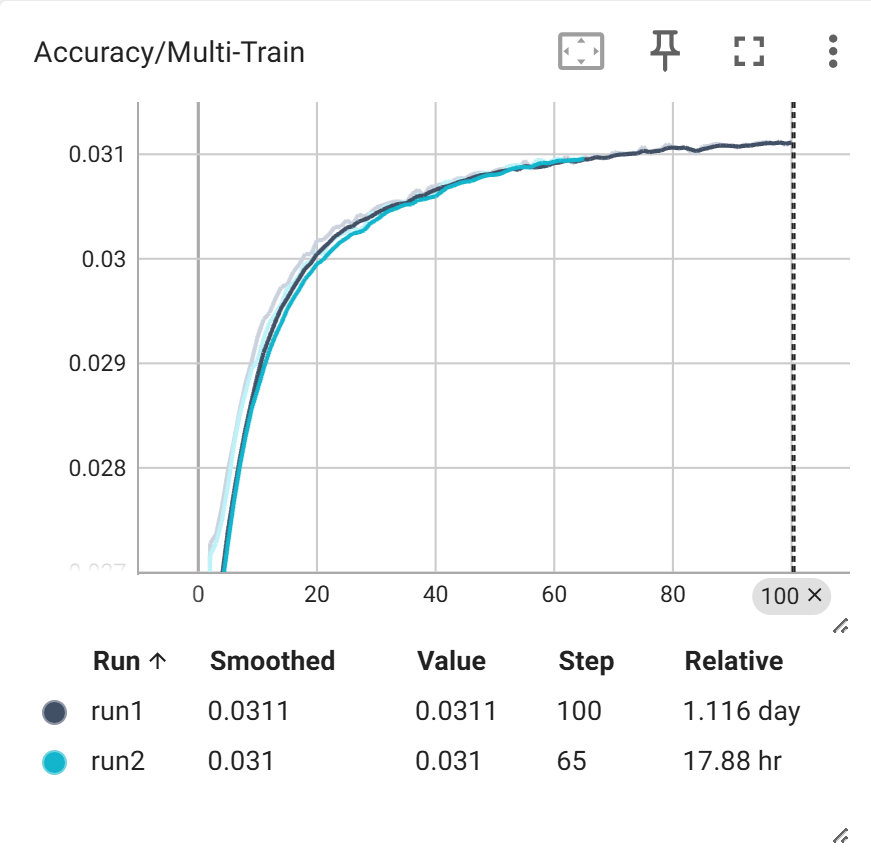 Accuracy/Multi-Train
0.031
0.03
0.029
0.028
0.027
0 20 40 60 80 100 ×
Run ↑ Smoothed Value Step Relative
run1 0.0311 0.0311 100 1.116 day
run2 0.031 0.031 65 17.88 hr